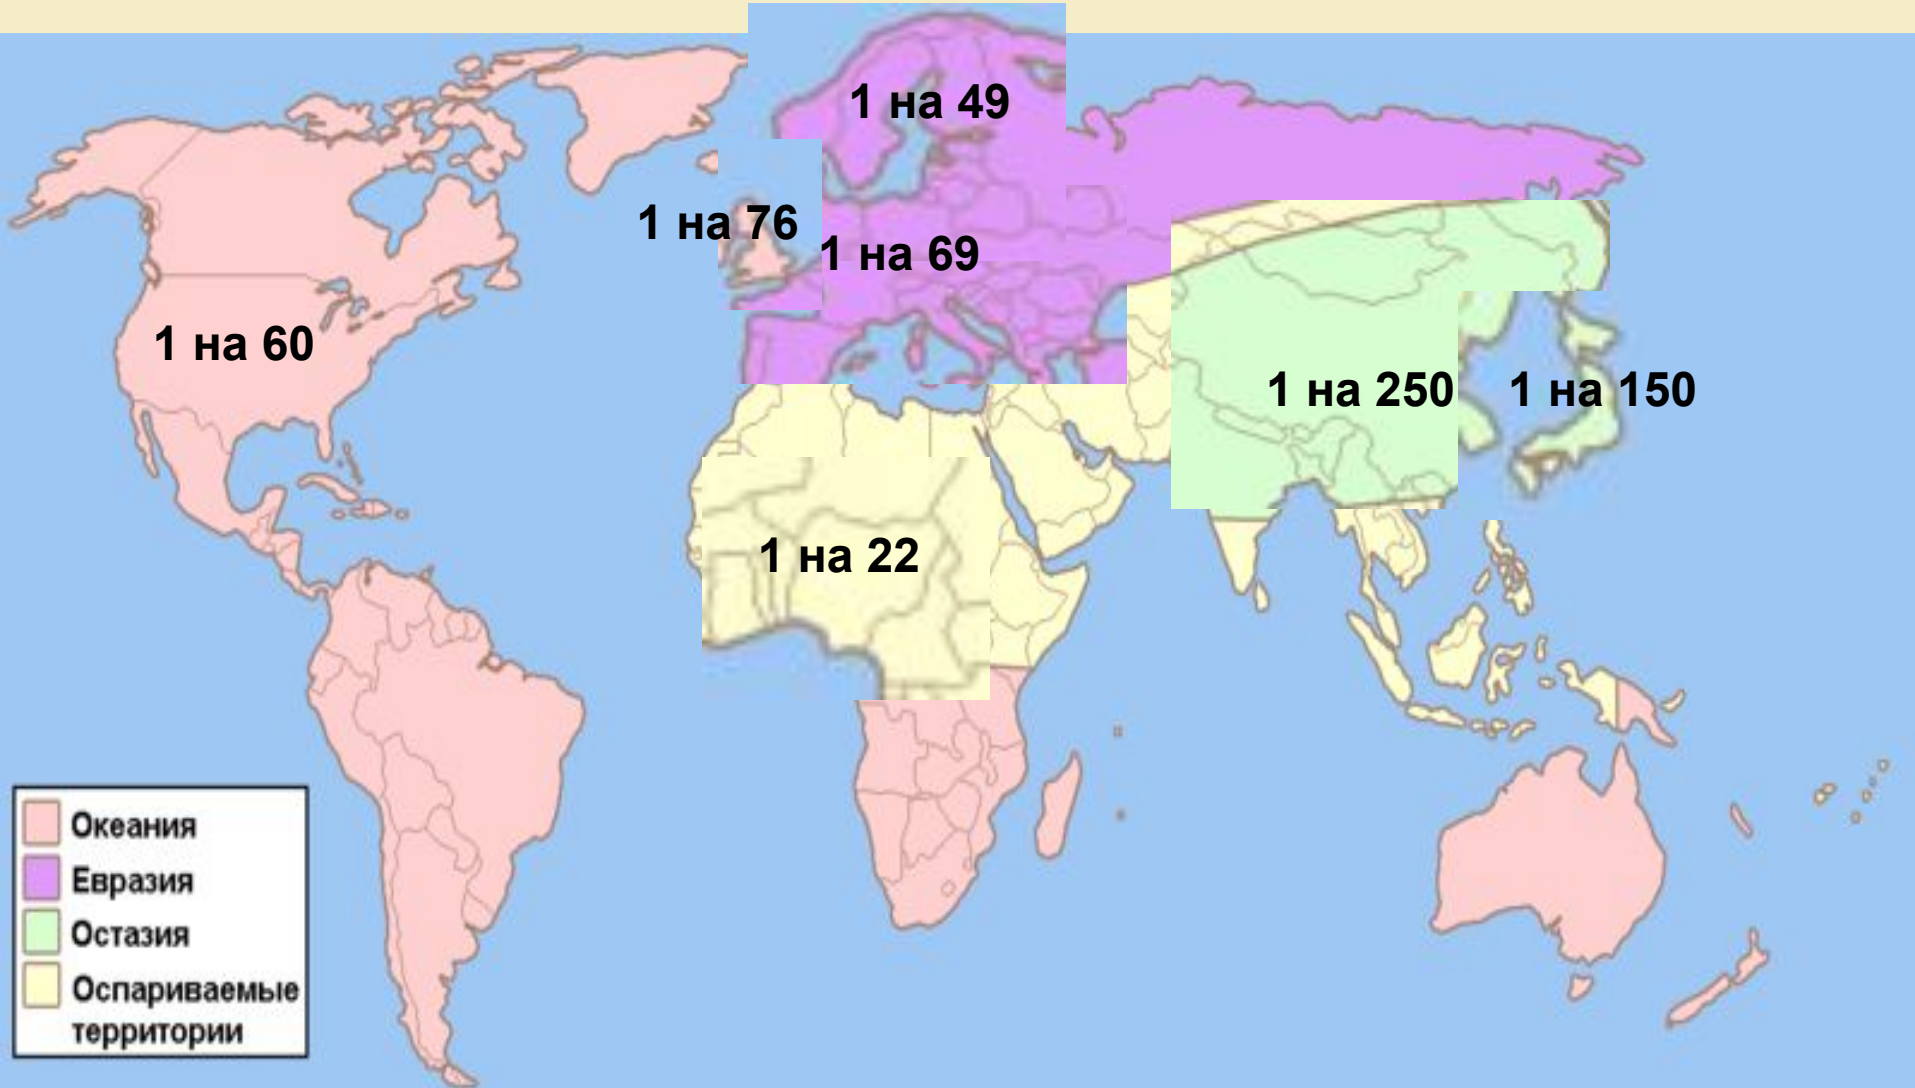 1 на 49
1 на 76
1 на 69
1 на 60
1 на 250
1 на 150
1 на 22
Океания
Евразия
Остазия
Оспариваемые
территории